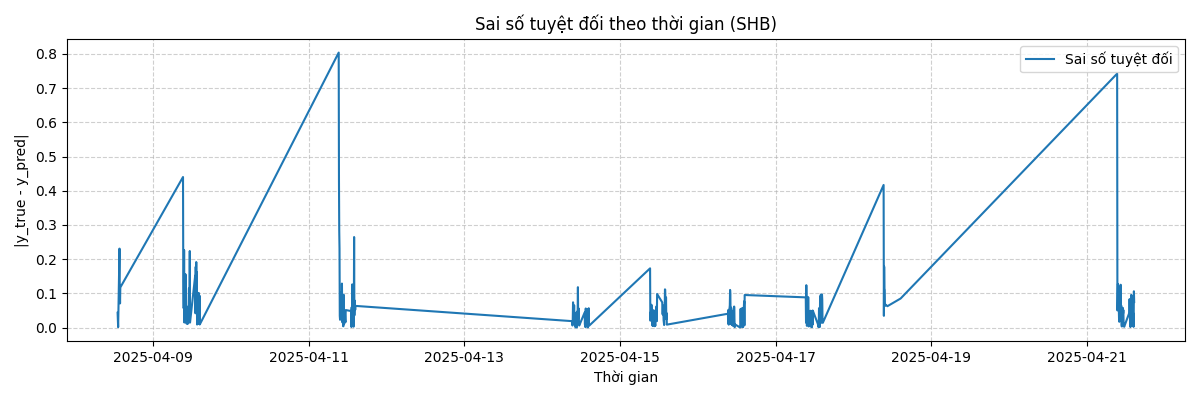 Sai số tuyệt đối theo thời gian (SHB)
Sai số tuyệt đối
|y_true - y_pred|
0.8
0.7
0.6
0.5
0.4
0.3
0.2
0.1
0.0
2025-04-09 2025-04-11 2025-04-13 2025-04-15 2025-04-17 2025-04-19 2025-04-21
Thời gian